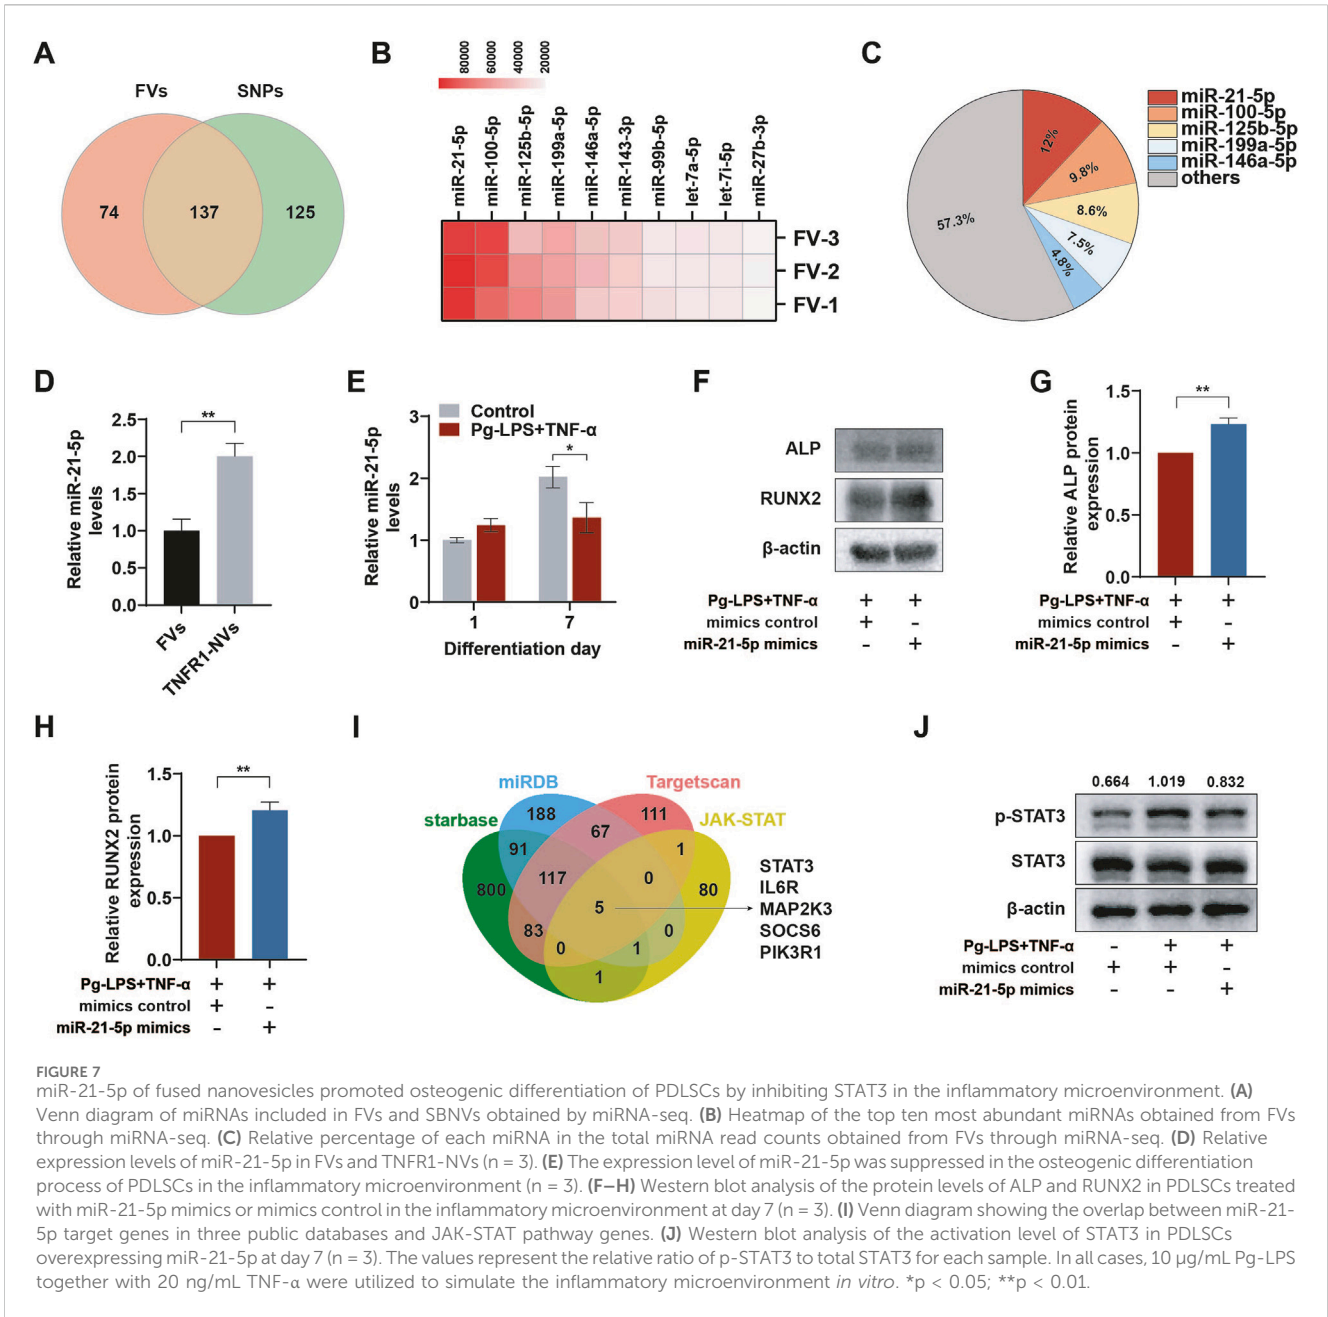 A
FVs
SNPs
74
137
125
B
80000
60000
40000
20000
miR-21-5p
miR-100-5p
miR-125b-5p
miR-199a-5p
miR-146a-5p
miR-143-3p
miR-99b-5p
let-7a-5p
let-7i-5p
miR-27b-3p
FV-3
FV-2
FV-1
C
12%
9.8%
8.6%
7.5%
4.8%
57.3%
miR-21-5p
miR-100-5p
miR-125b-5p
miR-199a-5p
miR-146a-5p
others
D
Relative miR-21-5p
levels
2.5
2.0
1.5
1.0
0.5
0.0
**
FVs
TNFR1-NVs
E
Relative miR-21-5p
levels
3
2
1
0
Control
Pg-LPS+TNF-α
*
1
7
Differentiation day
F
ALP
RUNX2
β-actin
Pg-LPS+TNF-α + +
mimics control + -
miR-21-5p mimics - +
G
Relative ALP protein
expression
1.5
1.0
0.5
0.0
**
Pg-LPS+TNF-α + +
mimics control + -
miR-21-5p mimics - +
H
Relative RUNX2 protein
expression
1.5
1.0
0.5
0.0
**
Pg-LPS+TNF-α + +
mimics control + -
miR-21-5p mimics - +
I
miRDB
Targetscan
starbase
JAK-STAT
188
111
67
91
1
800
117
0
80
5
83
0
0
1
1
STAT3
IL6R
MAP2K3
SOCS6
PIK3R1
J
0.664 1.019 0.832
p-STAT3
STAT3
β-actin
Pg-LPS+TNF-α - + +
mimics control + + -
miR-21-5p mimics - - +
FIGURE 7
miR-21-5p of fused nanovesicles promoted osteogenic differentiation of PDLSCs by inhibiting STAT3 in the inflammatory microenvironment. (A)
Venn diagram of miRNAs included in FVs and SBNVs obtained by miRNA-seq. (B) Heatmap of the top ten most abundant miRNAs obtained from FVs
through miRNA-seq. (C) Relative percentage of each miRNA in the total miRNA read counts obtained from FVs through miRNA-seq. (D) Relative
expression levels of miR-21-5p in FVs and TNFR1-NVs (n = 3). (E) The expression level of miR-21-5p was suppressed in the osteogenic differentiation
process of PDLSCs in the inflammatory microenvironment (n = 3). (F–H) Western blot analysis of the protein levels of ALP and RUNX2 in PDLSCs treated
with miR-21-5p mimics or mimics control in the inflammatory microenvironment at day 7 (n = 3). (I) Venn diagram showing the overlap between miR-21-
5p target genes in three public databases and JAK-STAT pathway genes. (J) Western blot analysis of the activation level of STAT3 in PDLSCs
overexpressing miR-21-5p at day 7 (n = 3). The values represent the relative ratio of p-STAT3 to total STAT3 for each sample. In all cases, 10 μg/mL Pg-LPS
together with 20 ng/mL TNF-α were utilized to simulate the inflammatory microenvironment in vitro. *p < 0.05; **p < 0.01.